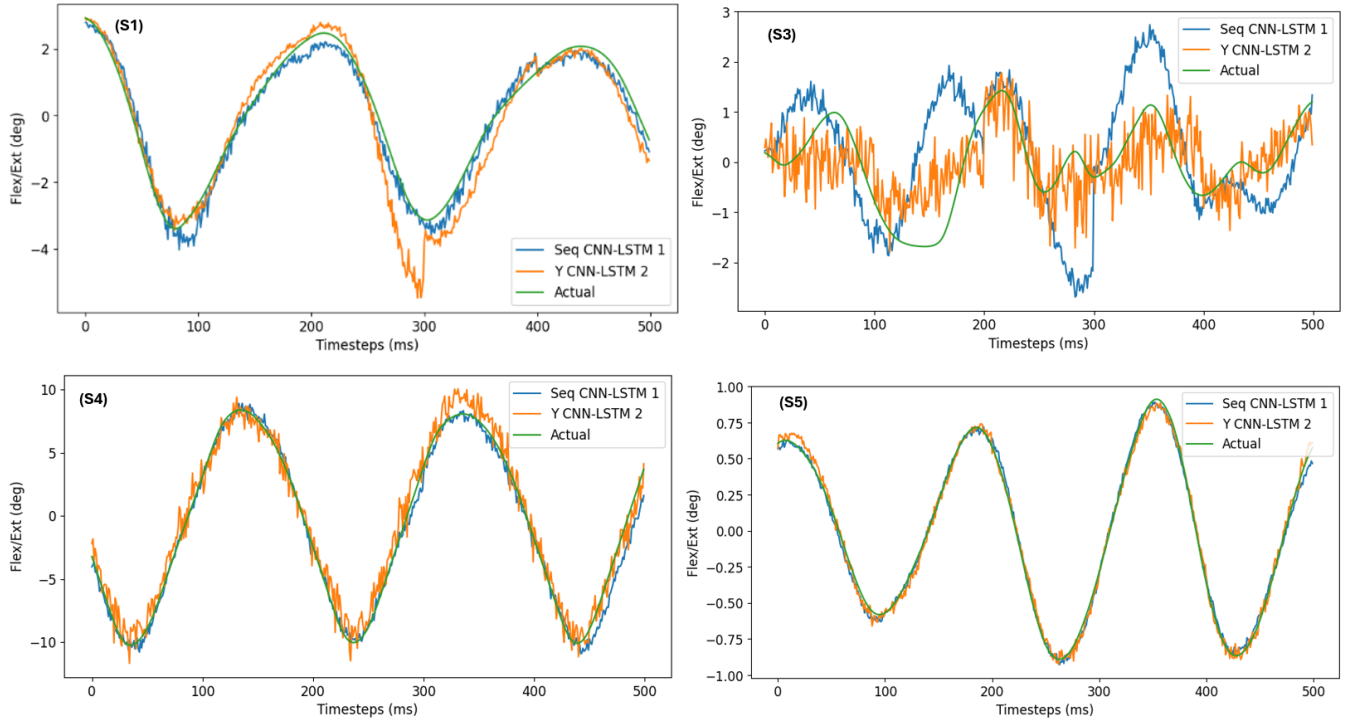 (S1)
2
0
−2
−4
Flex/Ext (deg)
0 100 200 300 400 500
Timesteps (ms)
Seq CNN-LSTM 1
Y CNN-LSTM 2
Actual
(S3)
3
2
1
0
−1
−2
Flex/Ext (deg)
0 100 200 300 400 500
Timesteps (ms)
Seq CNN-LSTM 1
Y CNN-LSTM 2
Actual
(S4)
10
5
0
−5
−10
Flex/Ext (deg)
0 100 200 300 400 500
Timesteps (ms)
Seq CNN-LSTM 1
Y CNN-LSTM 2
Actual
(S5)
1.00
0.75
0.50
0.25
0.00
−0.25
−0.50
−0.75
−1.00
Flex/Ext (deg)
0 100 200 300 400 500
Timesteps (ms)
Seq CNN-LSTM 1
Y CNN-LSTM 2
Actual